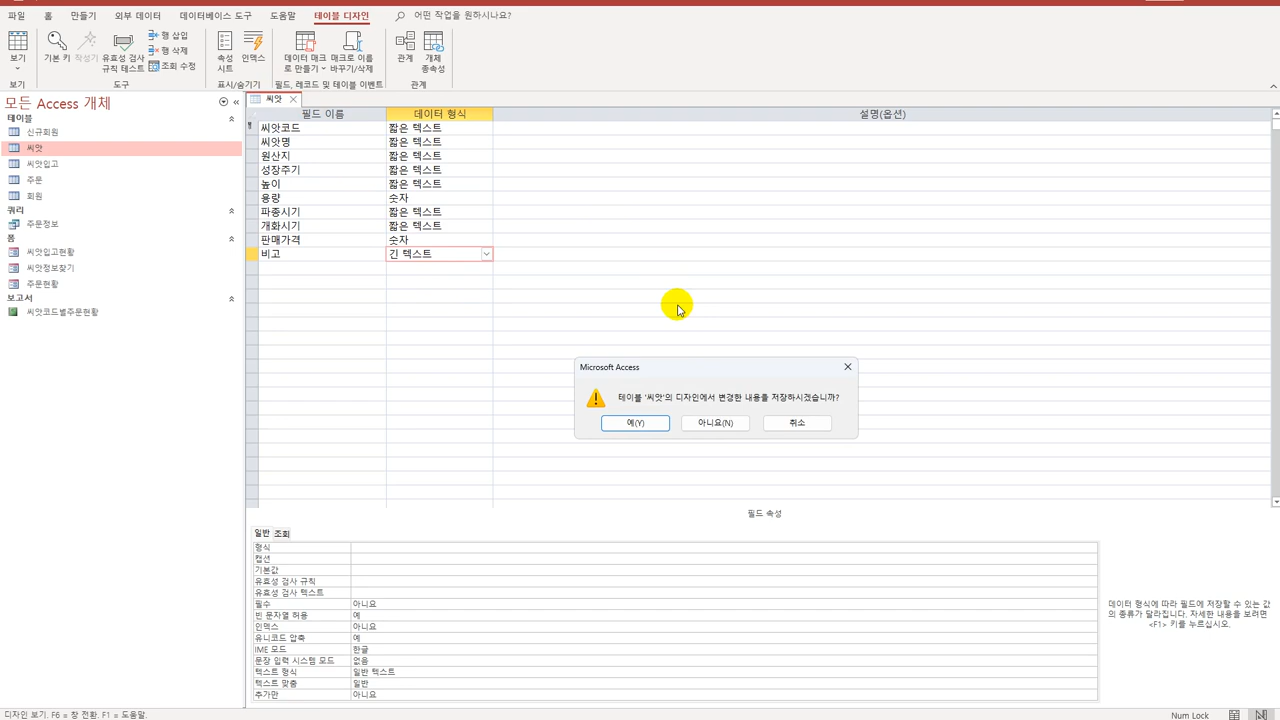 파일 홈 만들기 외부 데이터 데이터베이스 도구 도움말 테이블 디자인 어떤 작업을 원하시나요?
보기 기본 키 작성기 유효성 검사 규칙 테스트 행 삽입 행 삭제 조회 수정 속성 시트 인덱스 데이터 매크로 만들기 매크로 이름 바꾸기/삭제 관계 개체 종속성
보기 도구 표시/숨기기 필드, 레코드 및 테이블 이벤트 관계
모든 Access 개체
테이블
신규회원
씨앗
씨앗입고
주문
회원
쿼리
주문정보
폼
씨앗입고현황
씨앗정보찾기
주문현황
보고서
씨앗코드별주문현황
씨앗
필드 이름 데이터 형식 설명(옵션)
씨앗코드 짧은 텍스트
씨앗명 짧은 텍스트
원산지 짧은 텍스트
성장주기 짧은 텍스트
높이 짧은 텍스트
용량 숫자
파종시기 짧은 텍스트
개화시기 짧은 텍스트
판매가격 숫자
비고 긴 텍스트
Microsoft Access
테이블 '씨앗'의 디자인에서 변경한 내용를 저장하시겠습니까?
예(Y) 아니요(N) 취소
필드 속성
일반 조회
형식
캡션
기본값
유효성 검사 규칙
유효성 검사 텍스트
필수 아니요
빈 문자열 허용 예
인덱스 아니요
유니코드 압축 예
IME 모드 한글
문장 입력 시스템 모드 없음
텍스트 형식 일반 텍스트
텍스트 맞춤 일반
추가만 아니요
데이터 형식에 따라 필드에 저장할 수 있는 값
의 종류가 달라집니다. 자세한 내용을 보려면
<F1> 키를 누르십시오.
디자인 보기. F6 = 창 전환. F1 = 도움말. Num Lock